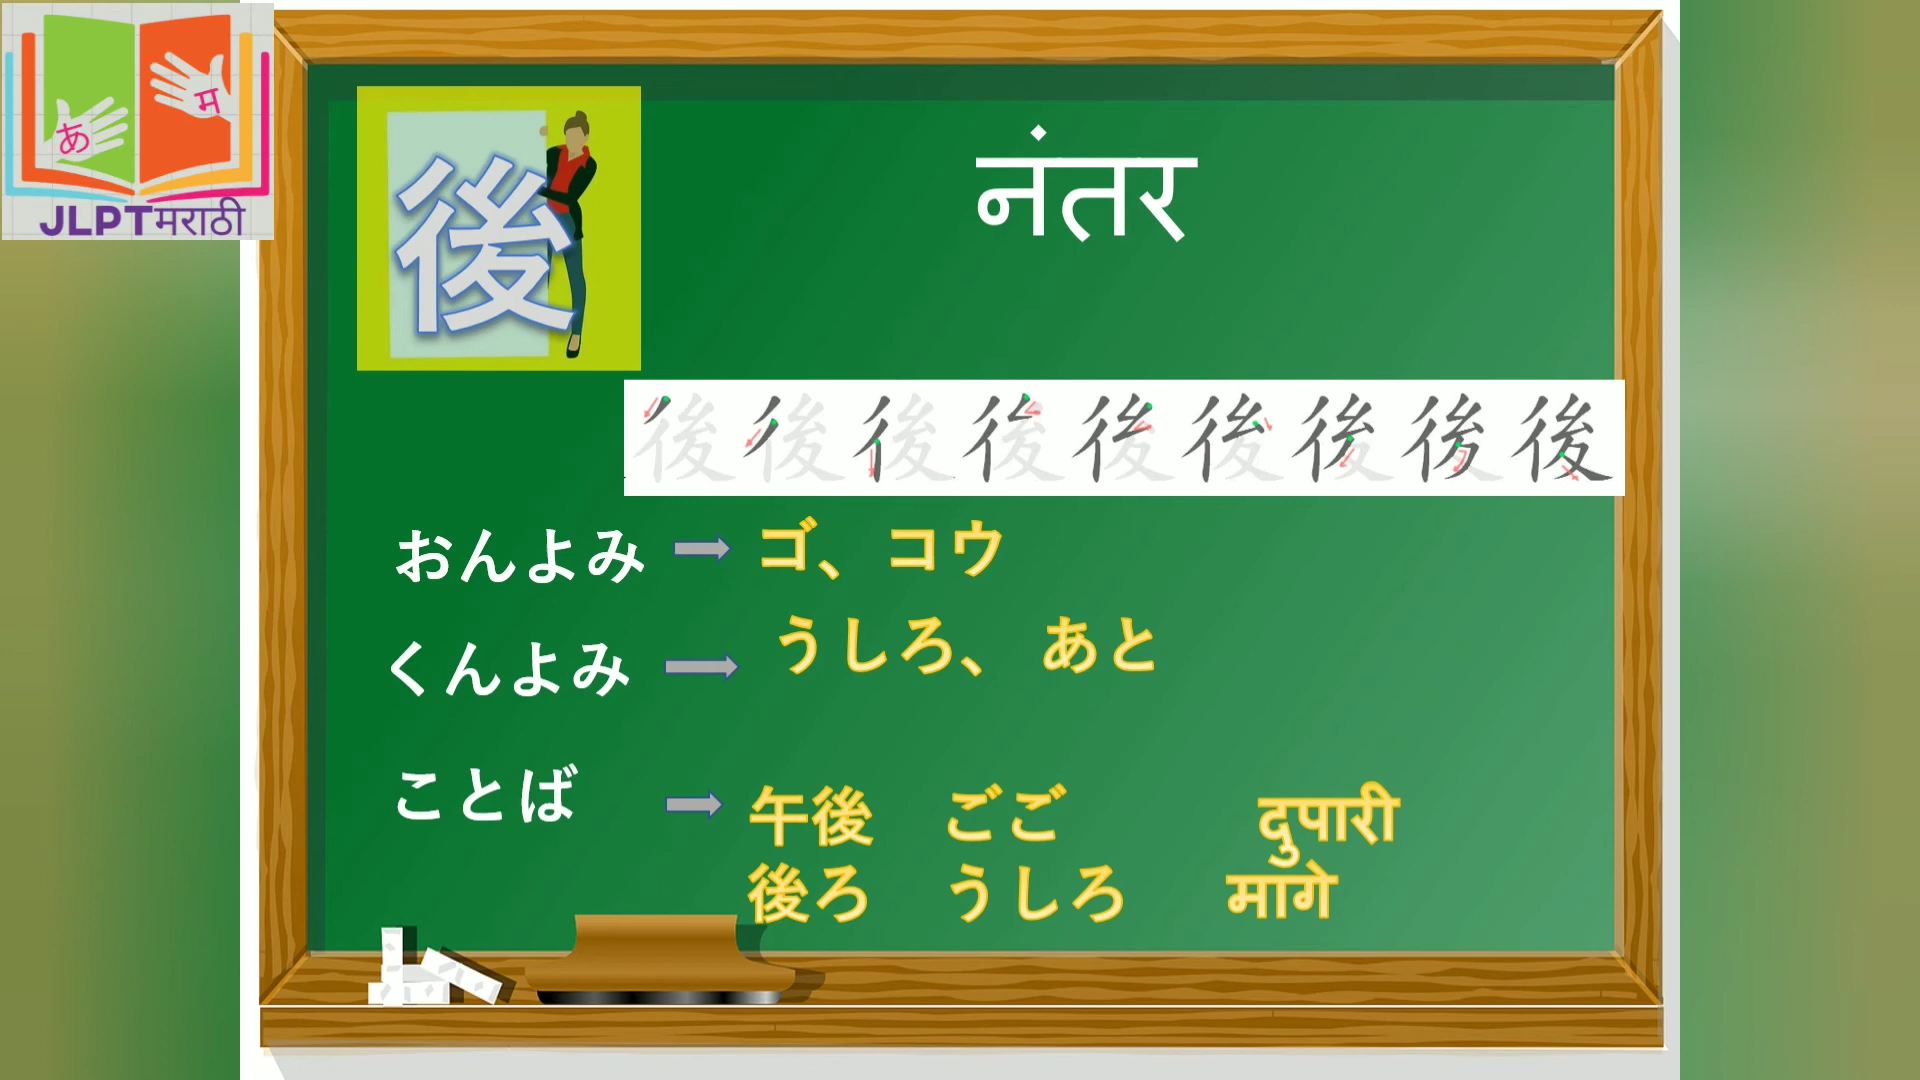 あ म
JLPTमराठी
後
नंतर
後 後 後 後 後 後 後 後 後
おんよみ ゴ、コウ
くんよみ うしろ、あと
ことば 午後 ごご दुपारी
後ろ うしろ मागे